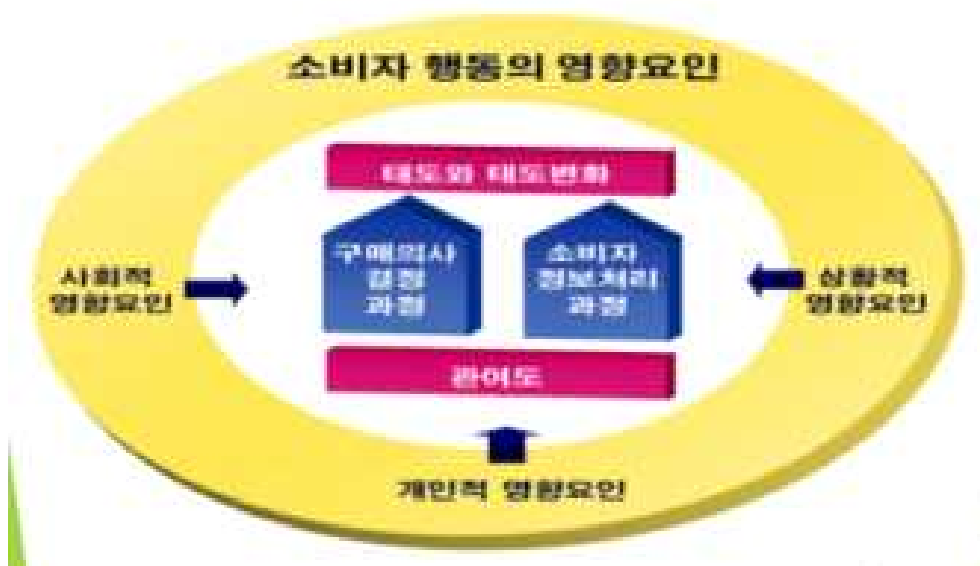 소비자 행동의 영향요인
태도와 태도변화
구매의사
결정
과정
소비자
정보처리
과정
사회적
영향요인
상황적
영향요인
관여도
개인적 영향요인